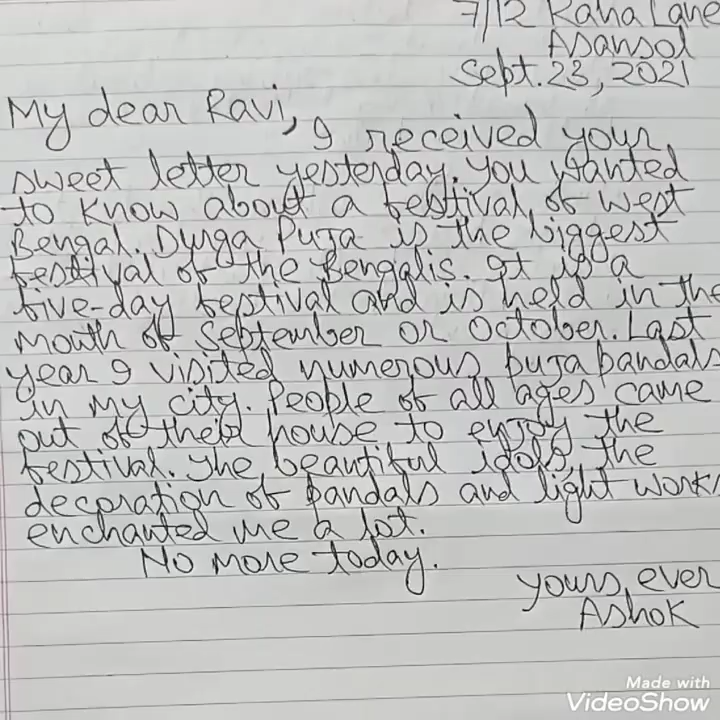 7/12 Raha Lane
Asansol
Sept. 23, 2021
My dear Ravi,
I received your
sweet letter yesterday. You wanted
to know about a festival of West
Bengal. Durga Puja is the biggest
festival of the Bengalis. It is a
five-day festival and is held in the
month of September or October. Last
year I visited numerous puja pandals
in my city. People of all ages came
out of their house to enjoy the
festival. The beautiful idols, the
decoration of pandals and light works
enchanted me a lot.
No more today.
Yours ever
Ashok
Made with
VideoShow